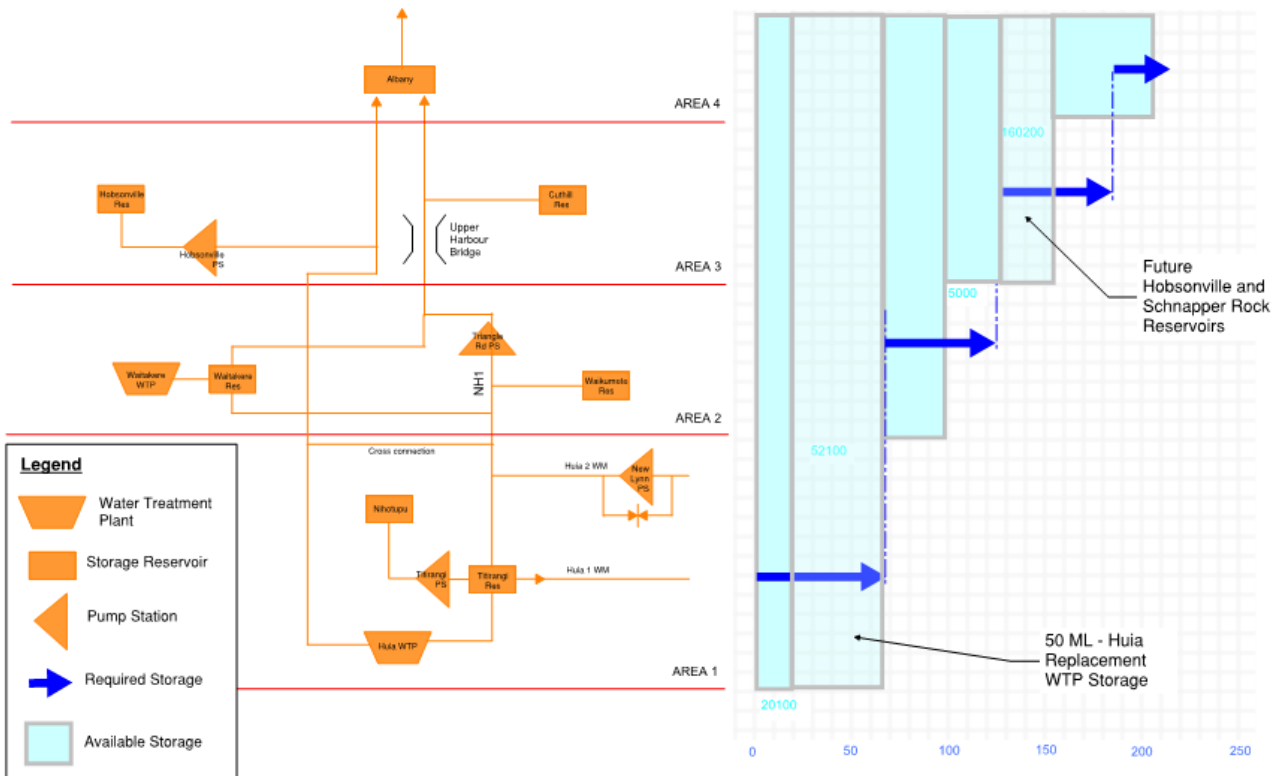 Albany
AREA 4
Hobsonville
Res
Cuthill
Res
Hobsonville
PS
Upper
Harbour
Bridge
AREA 3
Triangle
Rd PS
Waitakere
WTP
Waitakere
Res
NH1
Waikumete
Res
AREA 2
Cross connection
Huia 2 WM
New
Lynn
PS
Nihotupu
Titirangi
PS
Titirangi
Res
Huia 1 WM
Huia WTP
AREA 1
Legend
Water Treatment
Plant
Storage Reservoir
Pump Station
Required Storage
Available Storage
160200
5000
Future
Hobsonville and
Schnapper Rock
Reservoirs
52100
50 ML - Huia
Replacement
WTP Storage
20100
0 50 100 150 200 250